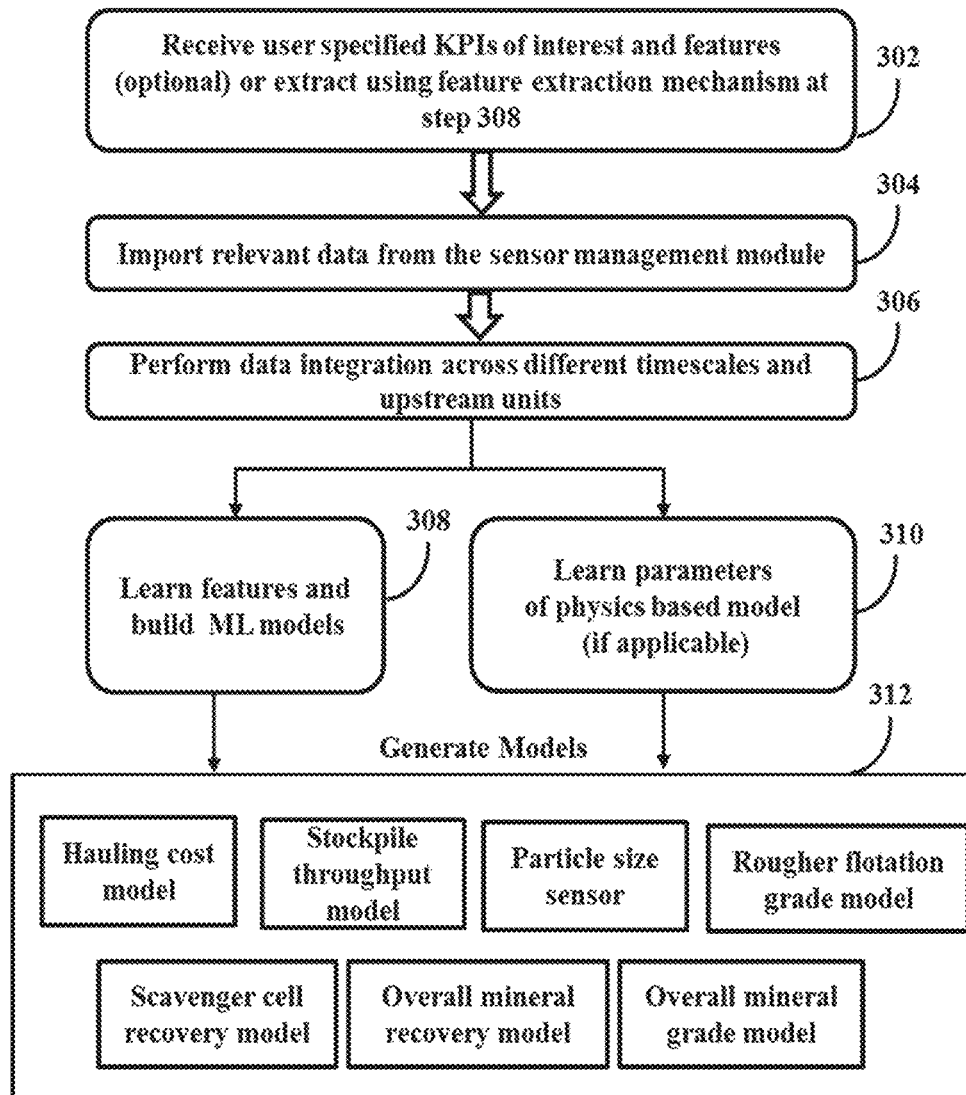 Receive user specified KPIs of interest and features
(optional) or extract using feature extraction mechanism at
step 308
302
304
Import relevant data from the sensor management module
306
Perform data integration across different timescales and
upstream units
308
Learn features and
build ML models
310
Learn parameters
of physics based model
(if applicable)
312
Generate Models
Hauling cost
model
Stockpile
throughput
model
Particle size
sensor
Rougher flotation
grade model
Scavenger cell
recovery model
Overall mineral
recovery model
Overall mineral
grade model